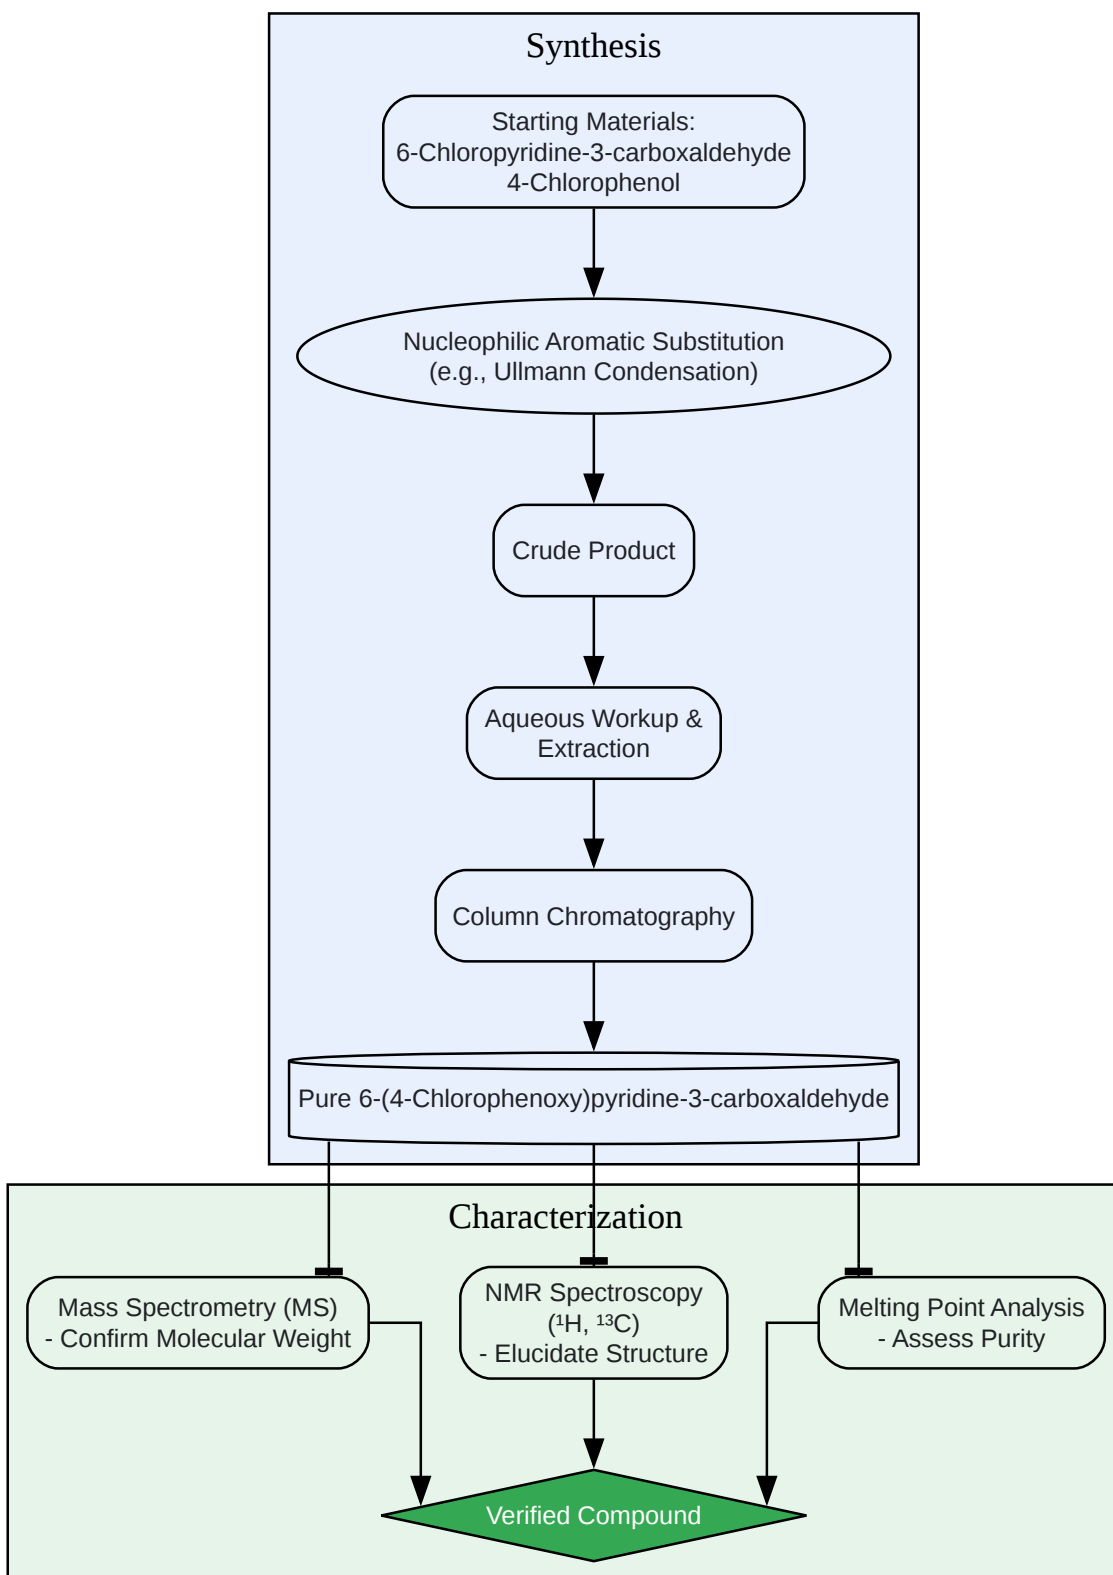 Synthesis
Starting Materials:
6-Chloropyridine-3-carboxaldehyde
4-Chlorophenol
Nucleophilic Aromatic Substitution
(e.g., Ullmann Condensation)
Crude Product
Aqueous Workup &
Extraction
Column Chromatography
Pure 6-(4-Chlorophenoxy)pyridine-3-carboxaldehyde
Characterization
Mass Spectrometry (MS)
- Confirm Molecular Weight
NMR Spectroscopy
(¹H, ¹³C)
- Elucidate Structure
Melting Point Analysis
- Assess Purity
Verified Compound